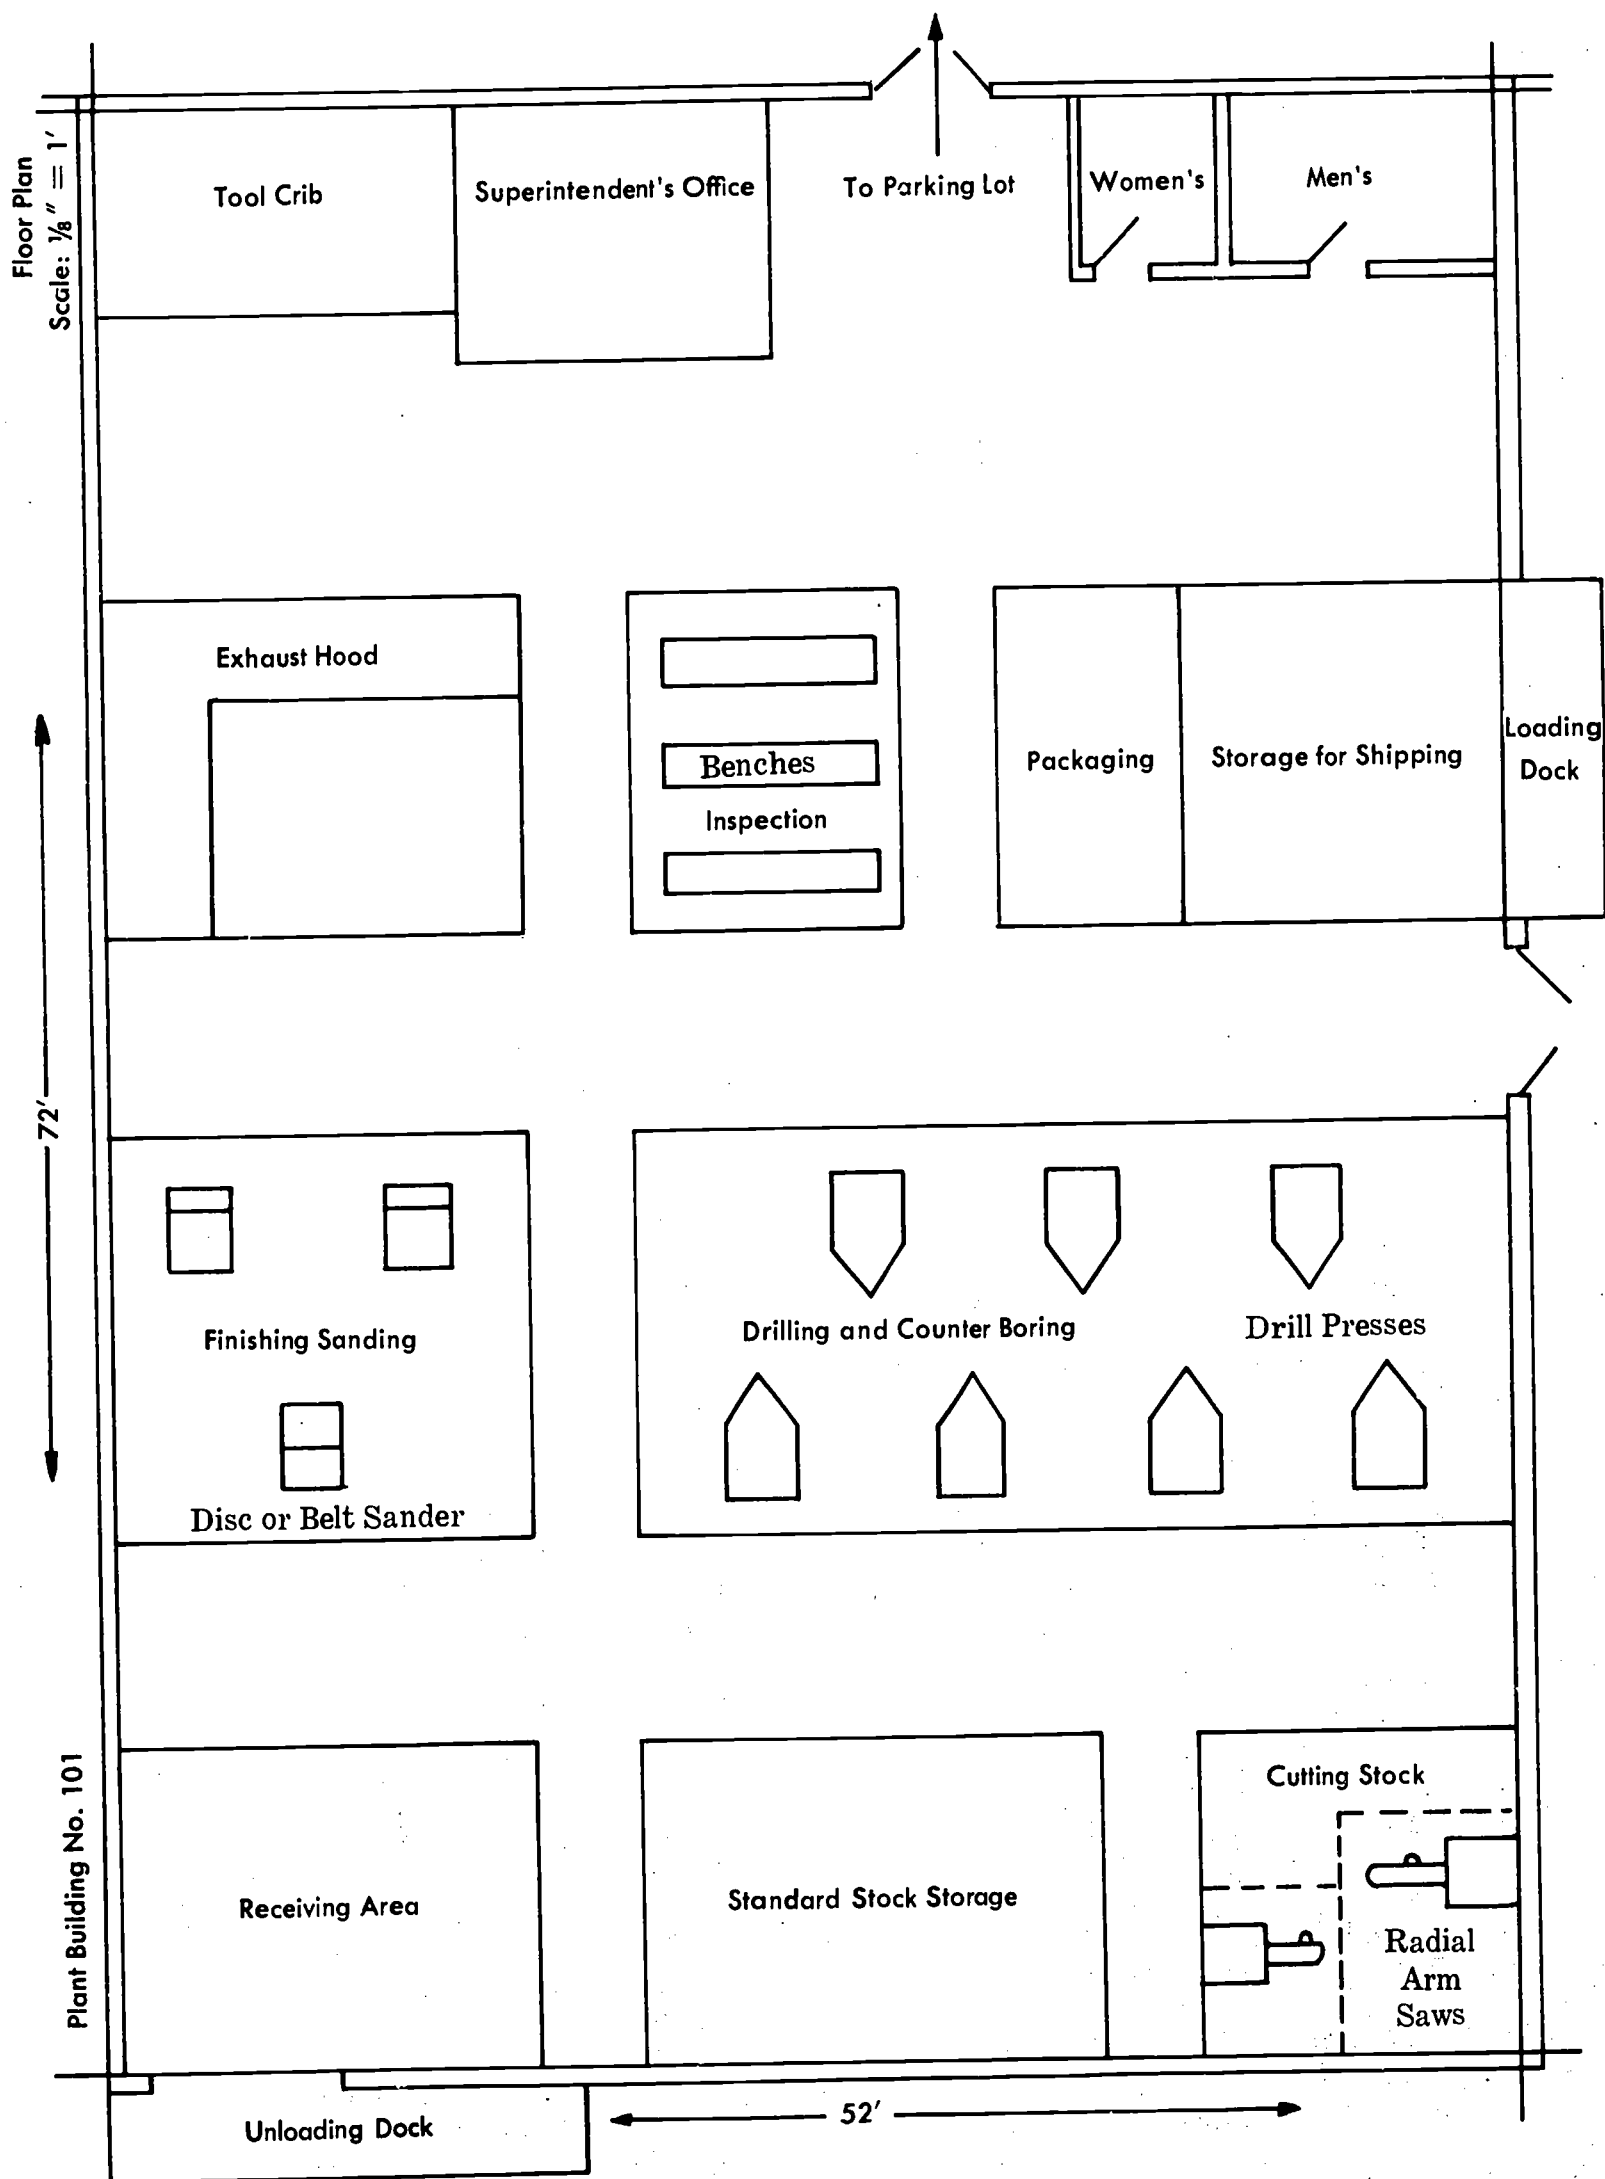 Floor Plan
Scale: ⅛" = 1'
Tool Crib
Superintendent's Office
To Parking Lot
Women's
Men's
Exhaust Hood
Benches
Inspection
Packaging
Storage for Shipping
Loading
Dock
72'
Finishing Sanding
Disc or Belt Sander
Drilling and Counter Boring
Drill Presses
Plant Building No. 101
Receiving Area
Standard Stock Storage
Cutting Stock
Radial
Arm
Saws
Unloading Dock
52'